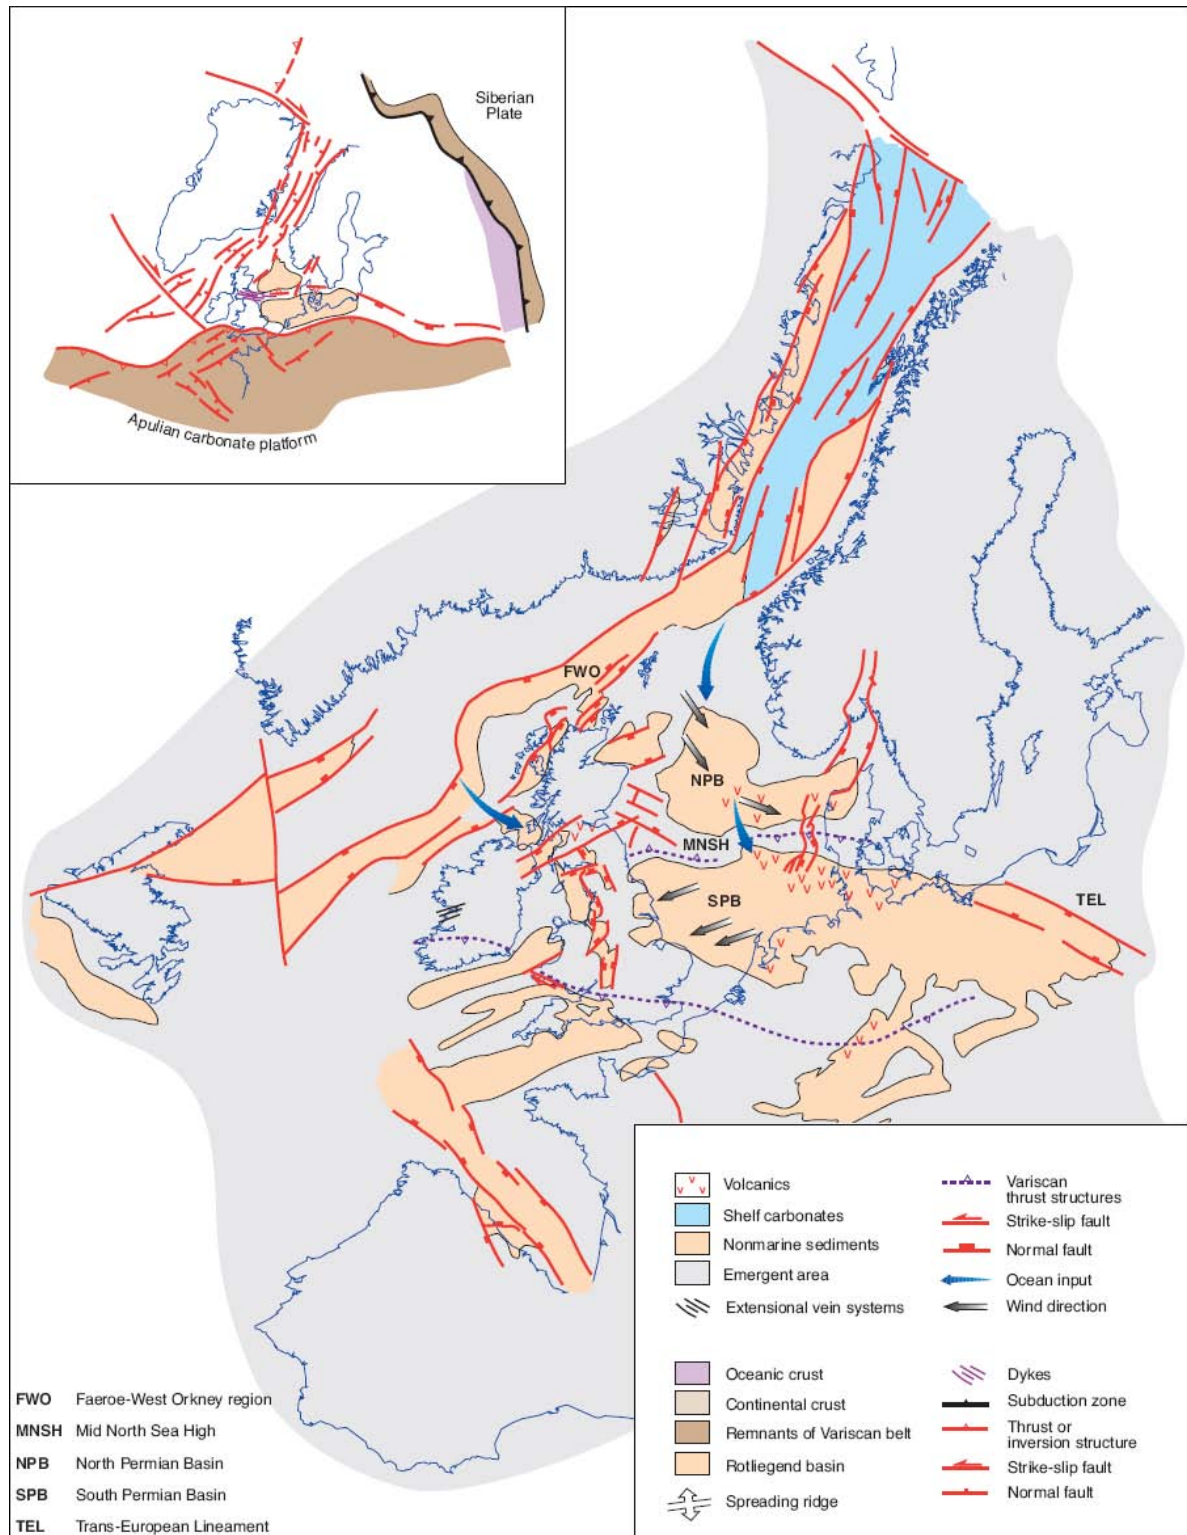 Siberian
Plate
Apulian carbonate platform
FWO
NPB
MNSH
SPB
TEL
Volcanics
Shelf carbonates
Nonmarine sediments
Emergent area
Extensional vein systems
Variscan
thrust structures
Strike-slip fault
Normal fault
Ocean input
Wind direction
Oceanic crust
Continental crust
Remnants of Variscan belt
Rotliegend basin
Spreading ridge
Dykes
Subduction zone
Thrust or
inversion structure
Strike-slip fault
Normal fault
FWO Faeroe-West Orkney region
MNSH Mid North Sea High
NPB North Permian Basin
SPB South Permian Basin
TEL Trans-European Lineament